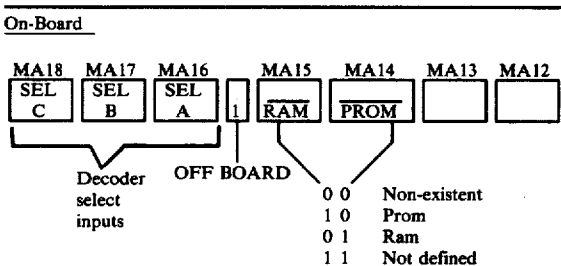 On-Board
MA18 MA17 MA16 MA15 MA14 MA13 MA12
SEL SEL SEL
C B A 1 RAM PROM
Decoder OFF BOARD
select
inputs
0 0 Non-existent
1 0 Prom
0 1 Ram
1 1 Not defined